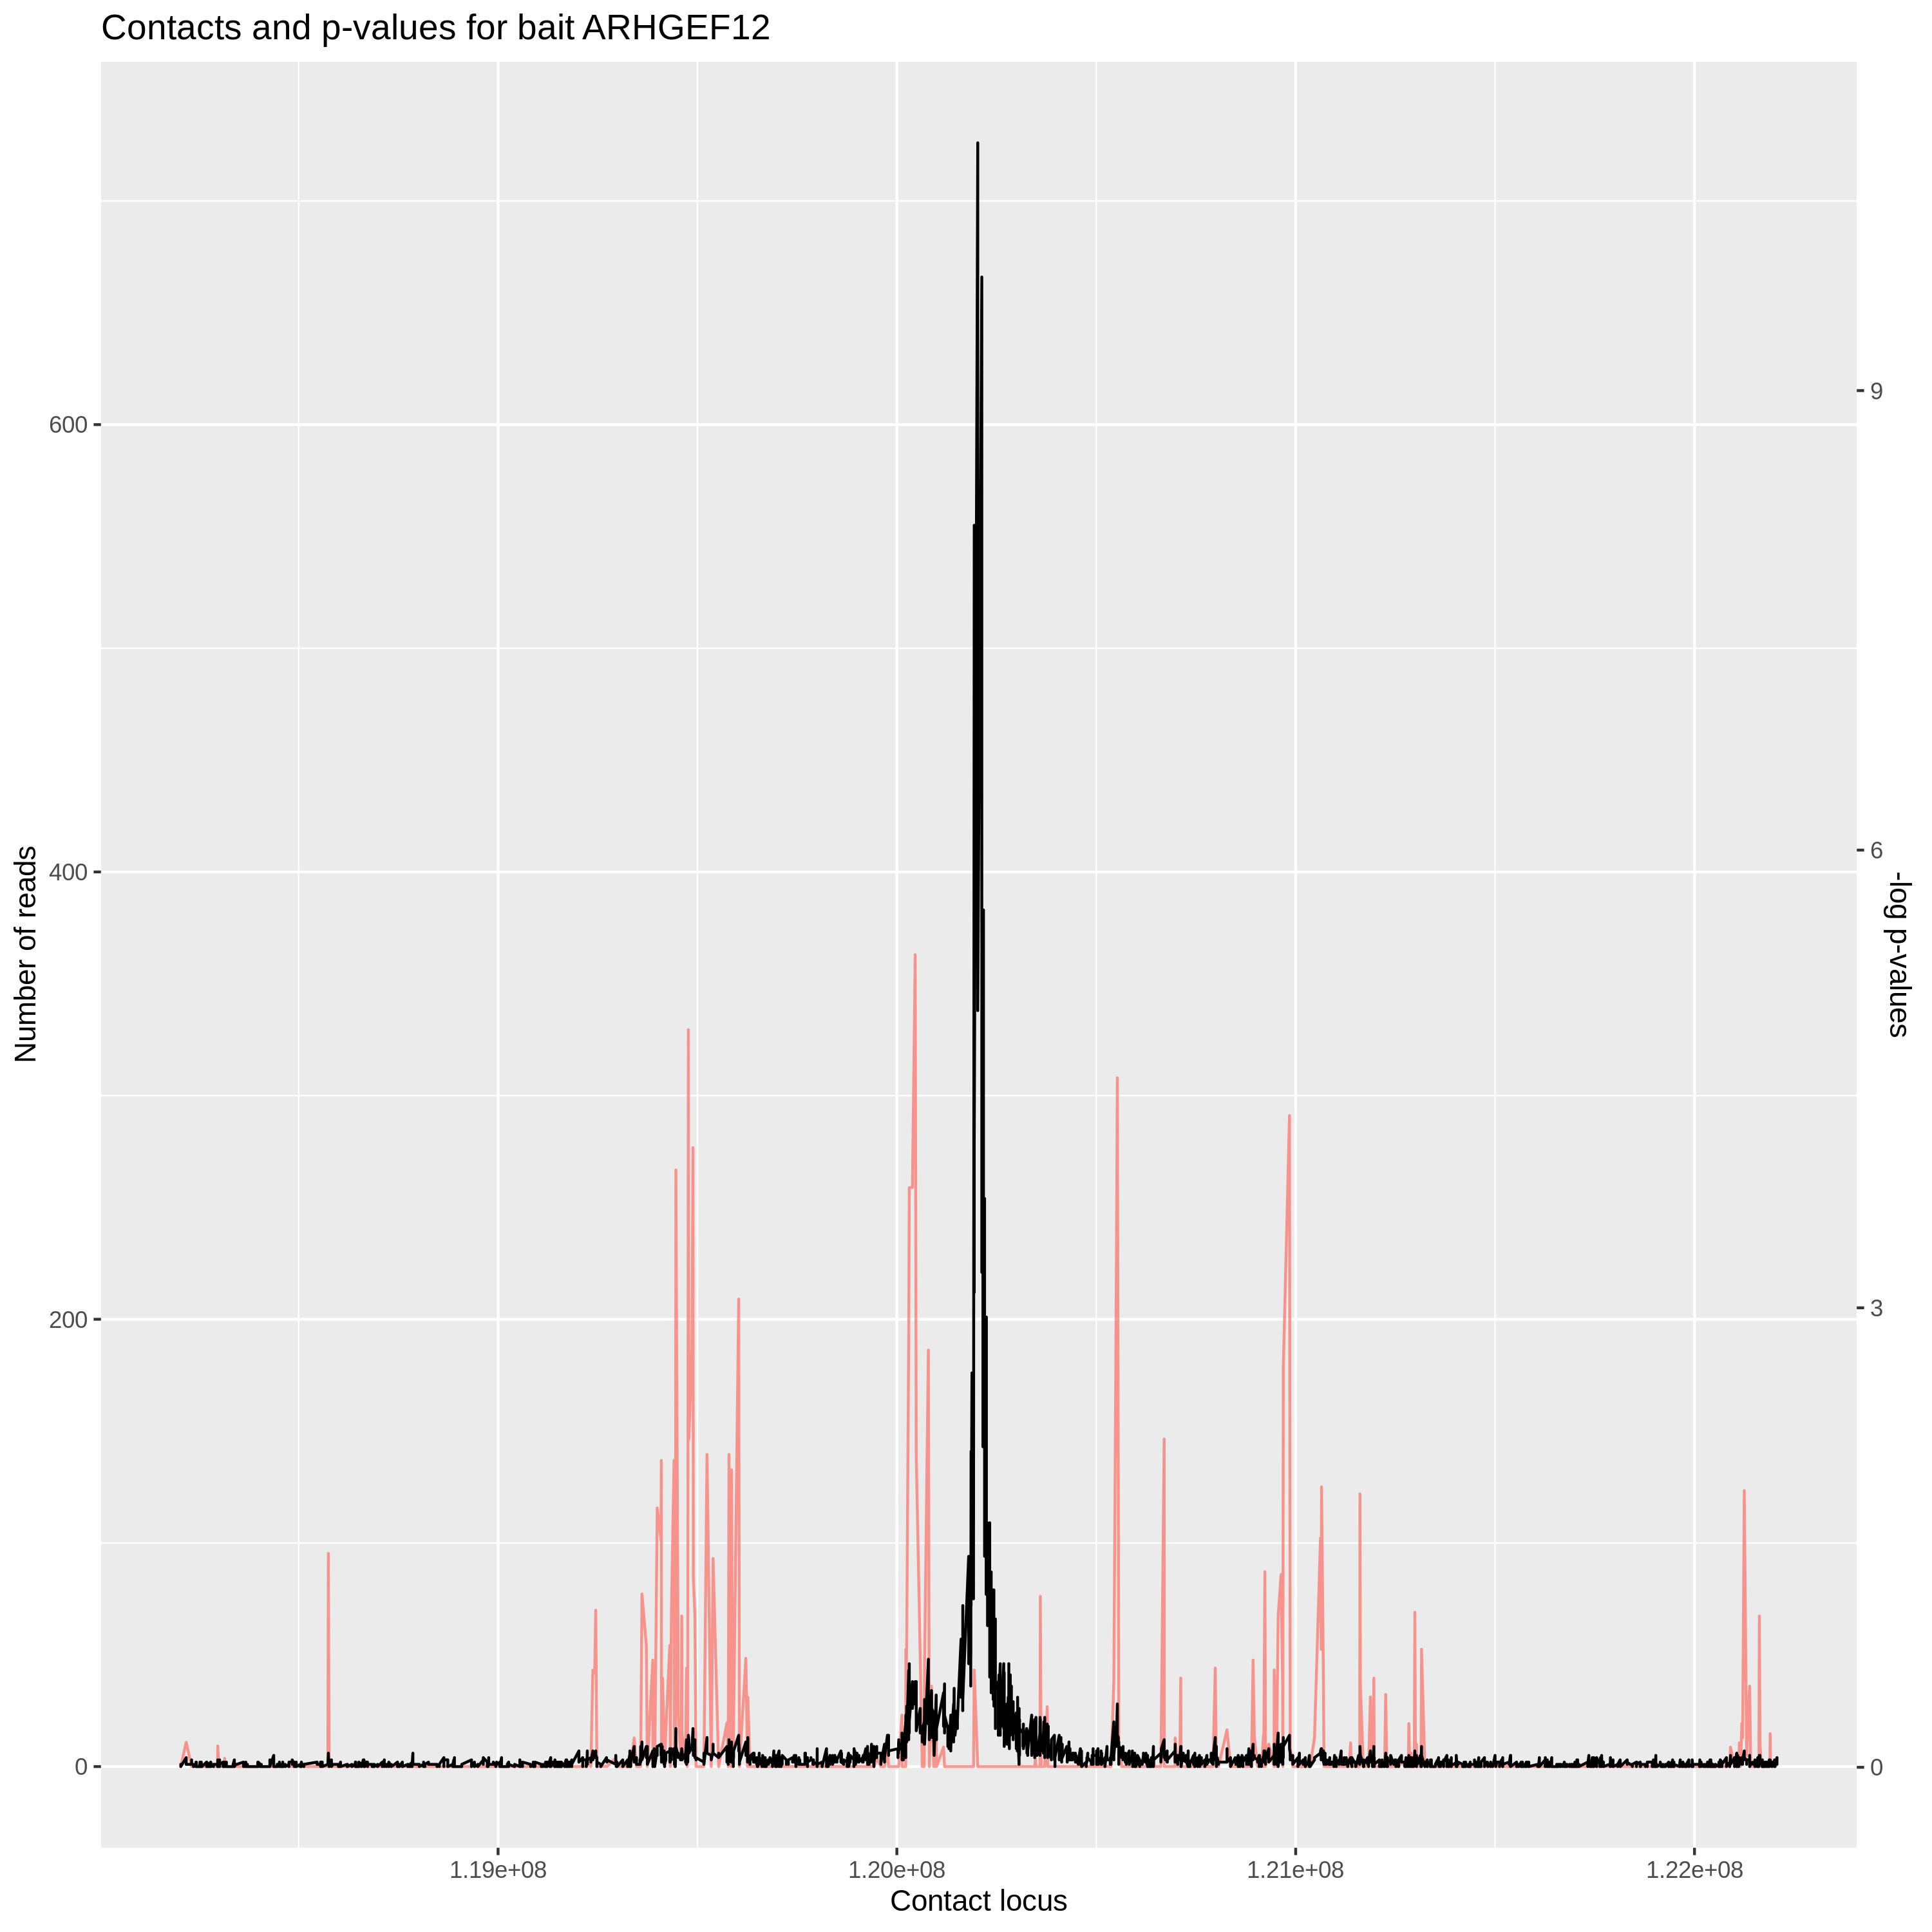 Contacts and p-values for bait ARHGEF12
Number of reads
600
400
200
0
9
6
3
0
-log p-values
1.19e+08
1.20e+08
1.21e+08
1.22e+08
Contact locus